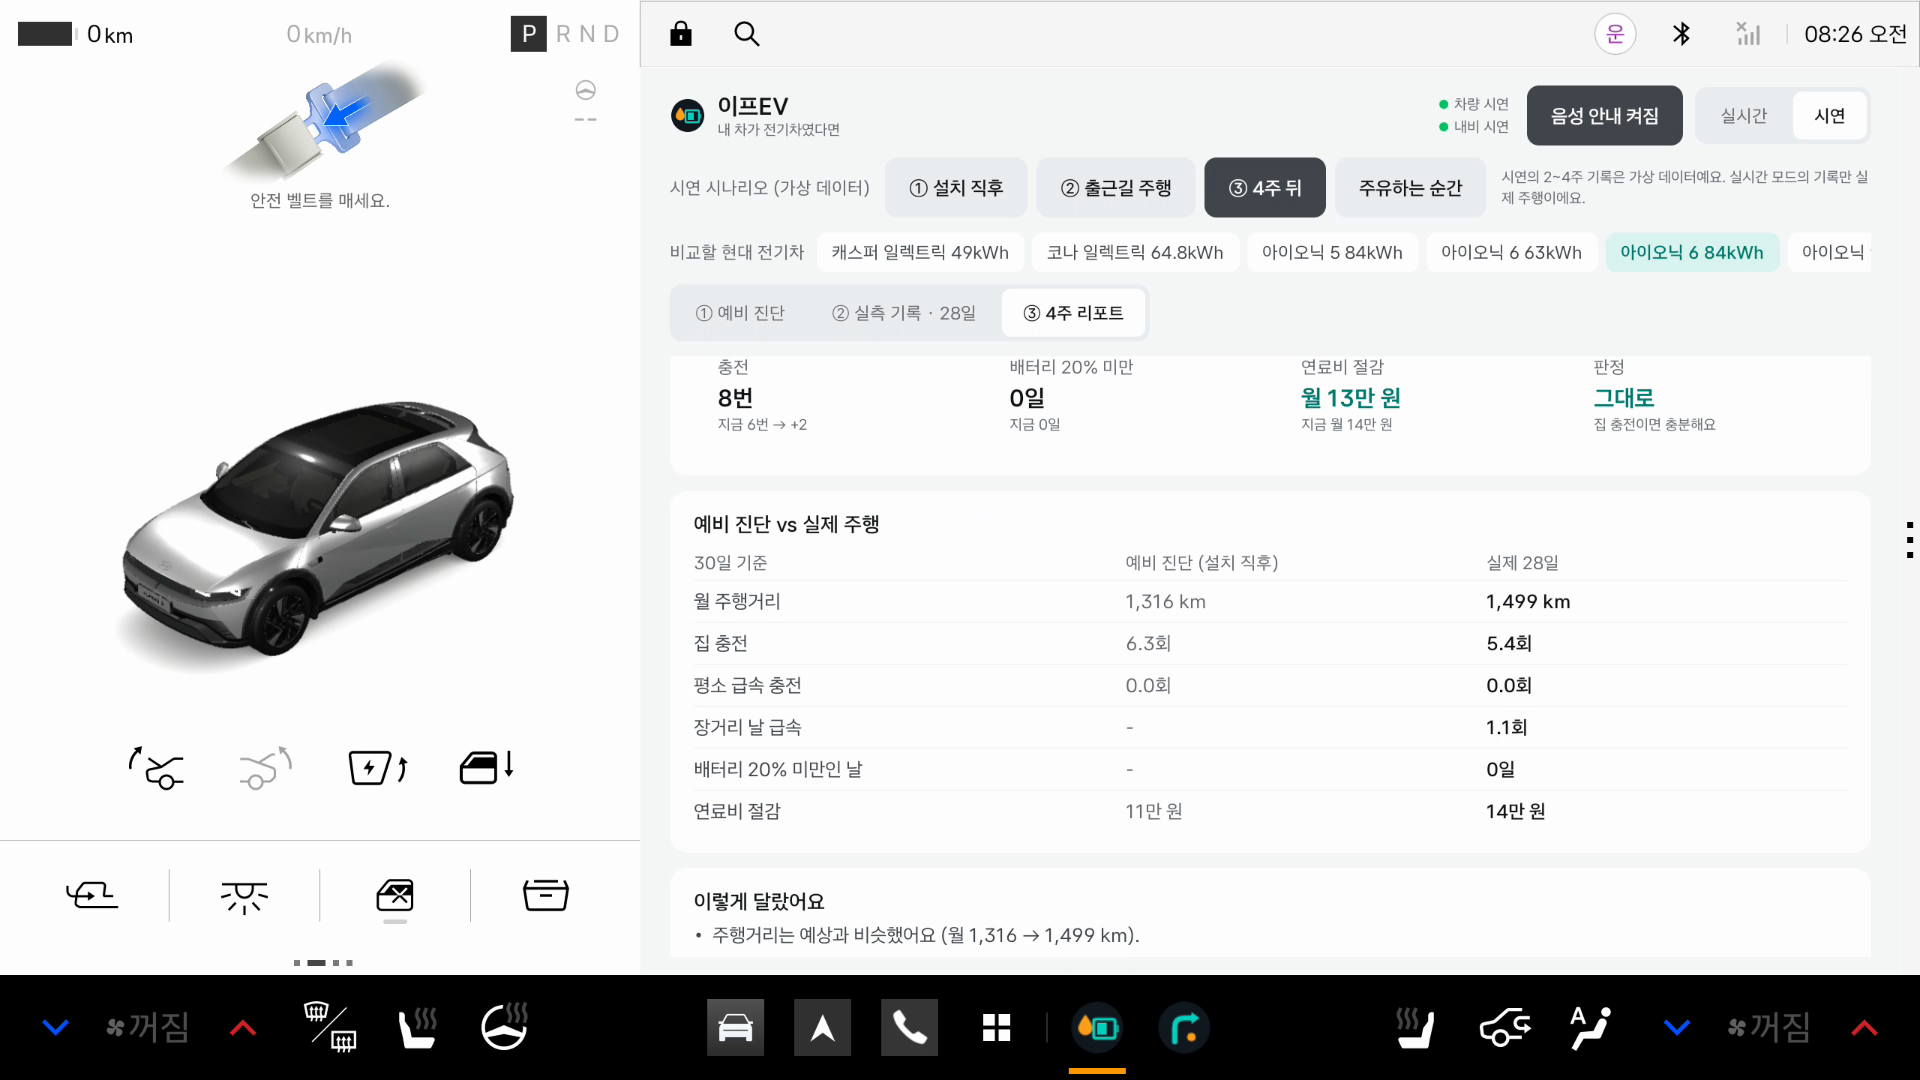 0 km
0 km/h
P R N D
안전 벨트를 매세요.
운
08:26 오전
이프EV
내 차가 전기차였다면
차량 시연
내비 시연
음성 안내 켜짐
실시간
시연
시연 시나리오 (가상 데이터)
① 설치 직후
② 출근길 주행
③ 4주 뒤
주유하는 순간
시연의 2~4주 기록은 가상 데이터예요. 실시간 모드의 기록만 실
제 주행이에요.
비교할 현대 전기차
캐스퍼 일렉트릭 49kWh
코나 일렉트릭 64.8kWh
아이오닉 5 84kWh
아이오닉 6 63kWh
아이오닉 6 84kWh
아이오닉
① 예비 진단
② 실측 기록 · 28일
③ 4주 리포트
충전
배터리 20% 미만
연료비 절감
판정
8번
0일
월 13만 원
그대로
지금 6번 → +2
지금 0일
지금 월 14만 원
집 충전이면 충분해요
예비 진단 vs 실제 주행
30일 기준 예비 진단 (설치 직후) 실제 28일
월 주행거리 1,316 km 1,499 km
집 충전 6.3회 5.4회
평소 급속 충전 0.0회 0.0회
장거리 날 급속 - 1.1회
배터리 20% 미만인 날 - 0일
연료비 절감 11만 원 14만 원
이렇게 달랐어요
• 주행거리는 예상과 비슷했어요 (월 1,316 → 1,499 km).
꺼짐
A
꺼짐